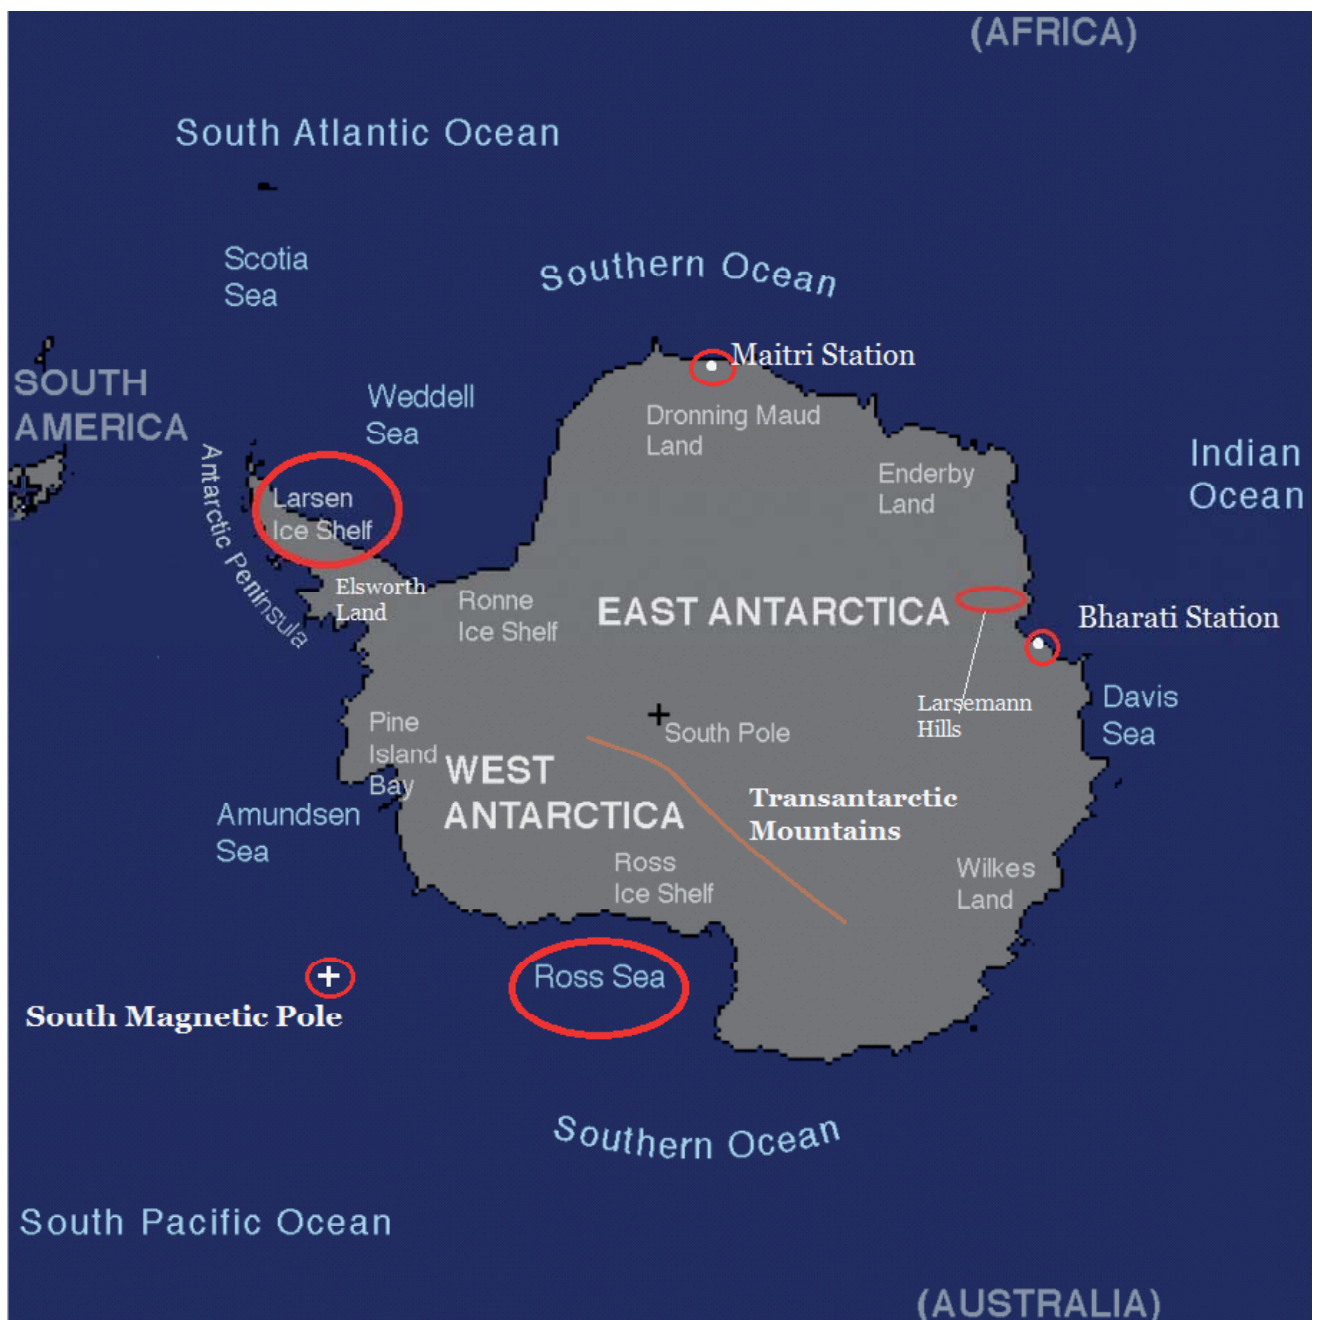 (AFRICA)
South Atlantic Ocean
Scotia
Sea
Southern Ocean
Maitri Station
SOUTH
AMERICA
Weddell
Sea
Dronning Maud
Land
Indian
Ocean
Enderby
Land
Antarctic Peninsula
Larsen
Ice Shelf
Elsworth
Land
Ronne
Ice Shelf
EAST ANTARCTICA
Bharati Station
Larsemann
Hills
Davis
Sea
South Pole
Pine
Island
Bay
WEST
ANTARCTICA
Transantarctic
Mountains
Amundsen
Sea
Ross
Ice Shelf
Wilkes
Land
Ross Sea
South Magnetic Pole
Southern Ocean
South Pacific Ocean
(AUSTRALIA)